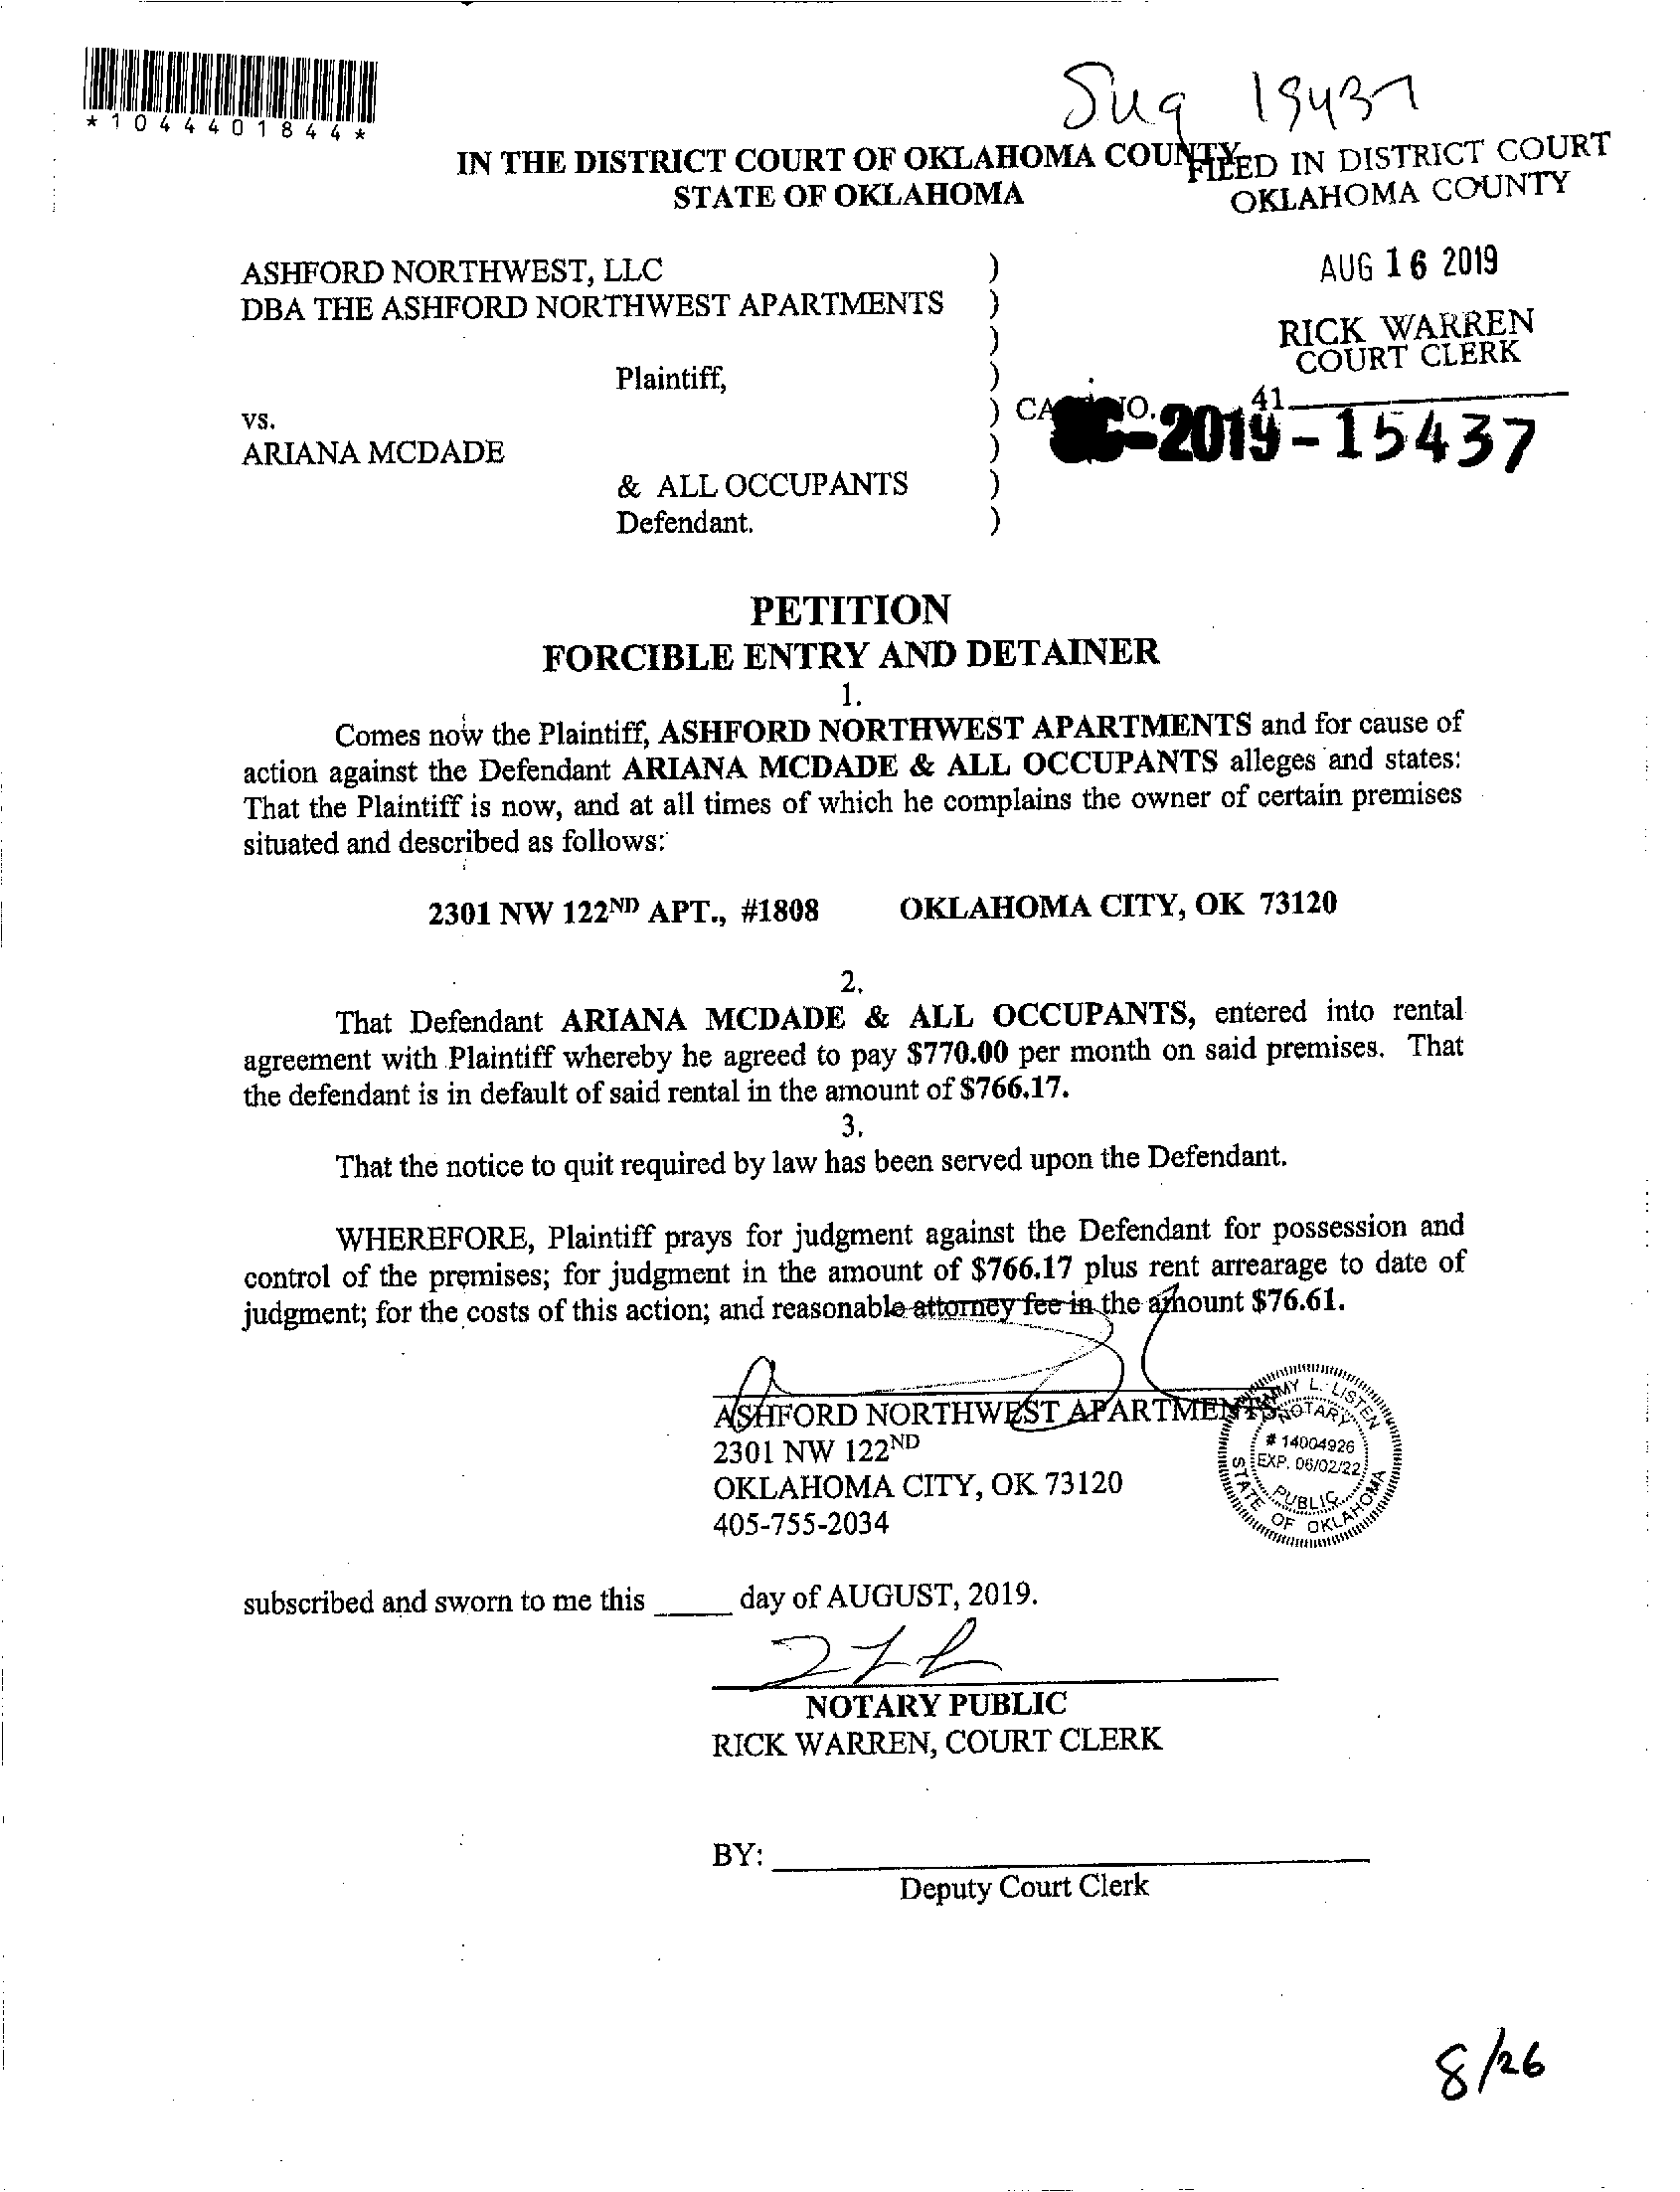 *1044401844*
IN THE DISTRICT COURT OF OKLAHOMA COUNTY
STATE OF OKLAHOMA
FILED IN DISTRICT COURT
OKLAHOMA COUNTY
AUG 16 2019
RICK WARREN
COURT CLERK
41
ASHFORD NORTHWEST, LLC )
DBA THE ASHFORD NORTHWEST APARTMENTS )
)
Plaintiff, )
vs. ) CASE NO. SC-2019-15437
ARIANA MCDADE )
& ALL OCCUPANTS )
Defendant. )
PETITION
FORCIBLE ENTRY AND DETAINER
1.
Comes now the Plaintiff, ASHFORD NORTHWEST APARTMENTS and for cause of
action against the Defendant ARIANA MCDADE & ALL OCCUPANTS alleges and states:
That the Plaintiff is now, and at all times of which he complains the owner of certain premises
situated and described as follows:
2301 NW 122ND APT., #1808 OKLAHOMA CITY, OK 73120
2.
That Defendant ARIANA MCDADE & ALL OCCUPANTS, entered into rental
agreement with Plaintiff whereby he agreed to pay $770.00 per month on said premises. That
the defendant is in default of said rental in the amount of $766.17.
3.
That the notice to quit required by law has been served upon the Defendant.
WHEREFORE, Plaintiff prays for judgment against the Defendant for possession and
control of the premises; for judgment in the amount of $766.17 plus rent arrearage to date of
judgment; for the costs of this action; and reasonable attorney fee in the amount $76.61.
ASHFORD NORTHWEST APARTMENTS
2301 NW 122ND
OKLAHOMA CITY, OK 73120
405-755-2034
L. LISTEN
NOTARY
# 14004926
EXP. 06/02/22
PUBLIC
STATE OF OKLAHOMA
subscribed and sworn to me this _____ day of AUGUST, 2019.
NOTARY PUBLIC
RICK WARREN, COURT CLERK
BY:
Deputy Court Clerk
8/26